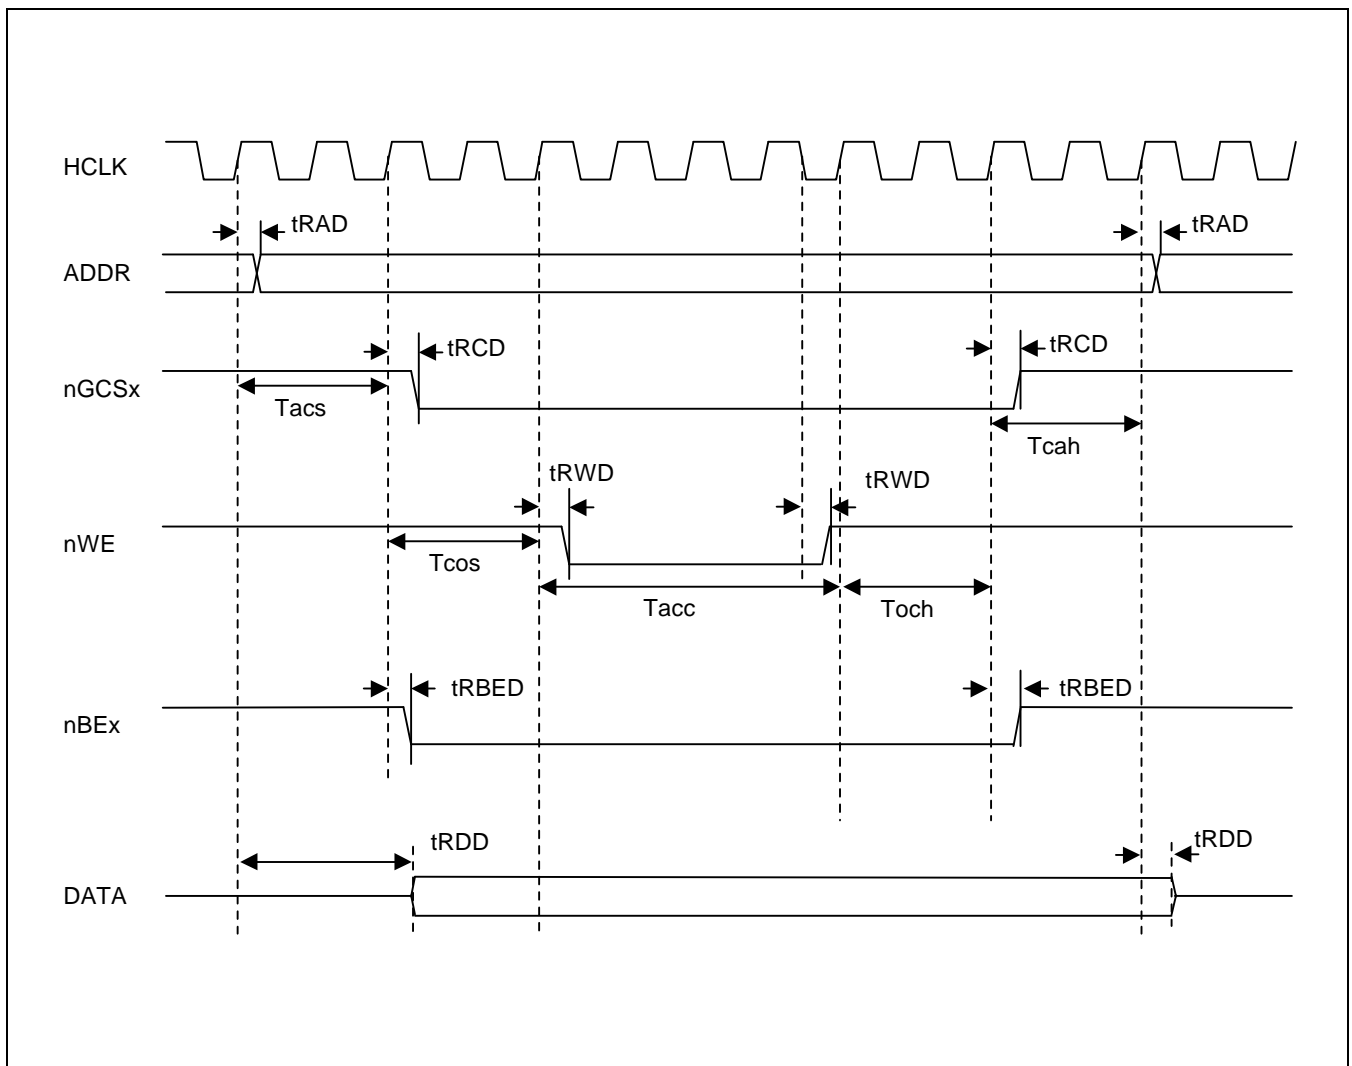 HCLK
tRAD
tRAD
ADDR
tRCD
tRCD
nGCSx
Tacs
Tcah
tRWD
tRWD
nWE
Tcos
Tacc
Toch
tRBED
tRBED
nBEx
tRDD
tRDD
DATA